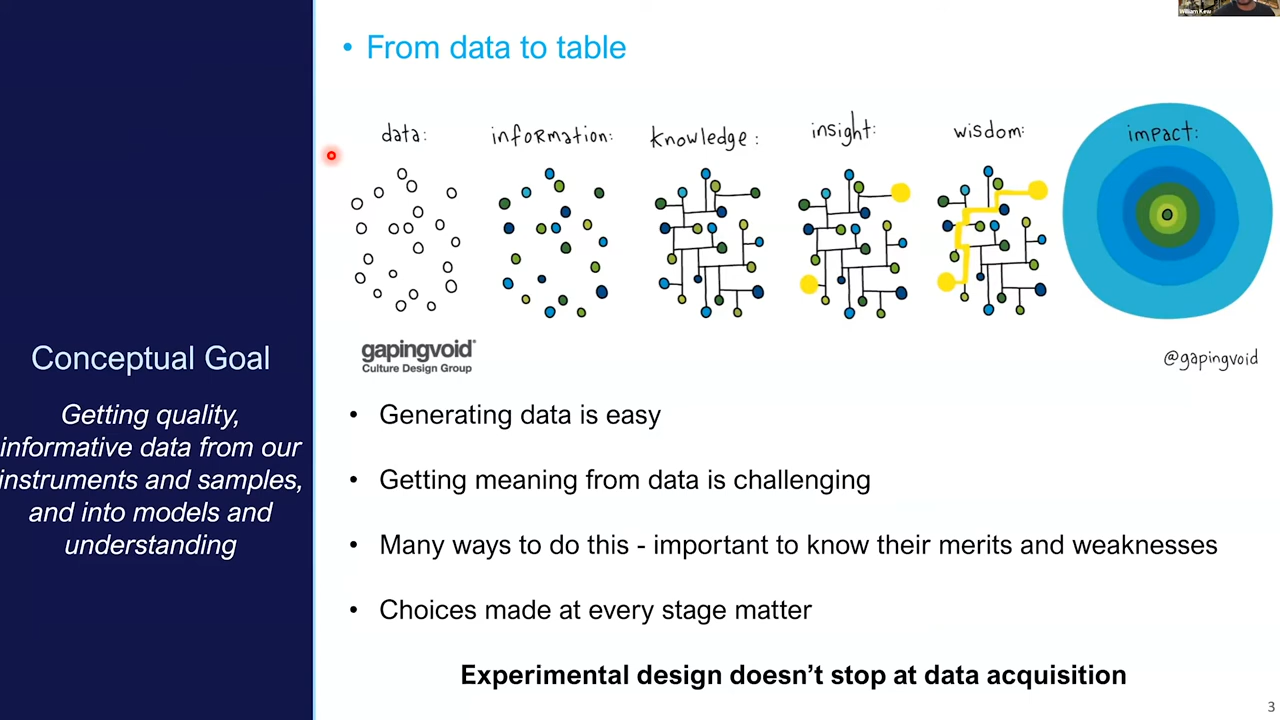 William Kew
• From data to table
data:
information:
knowledge:
insight:
wisdom:
impact:
gapingvoid®
Culture Design Group
@gapingvoid
Conceptual Goal
Getting quality,
informative data from our
instruments and samples,
and into models and
understanding
• Generating data is easy
• Getting meaning from data is challenging
• Many ways to do this - important to know their merits and weaknesses
• Choices made at every stage matter
Experimental design doesn’t stop at data acquisition
3